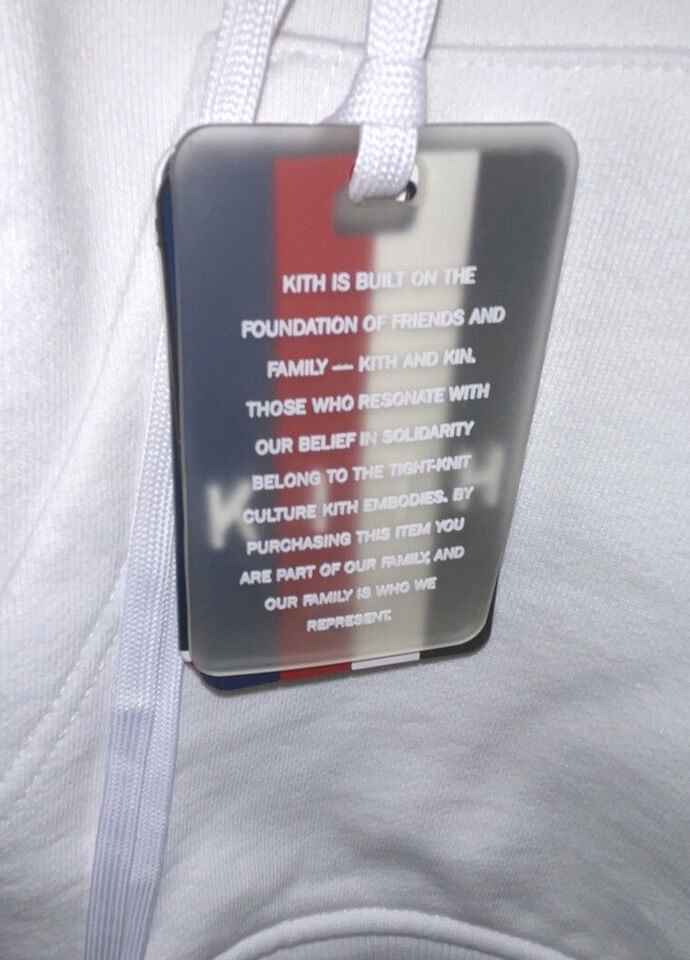 KITH IS BUILT ON THE
FOUNDATION OF FRIENDS AND
FAMILY — KITH AND KIN.
THOSE WHO RESONATE WITH
OUR BELIEF IN SOLIDARITY
BELONG TO THE TIGHT-KNIT
CULTURE KITH EMBODIES. BY
PURCHASING THIS ITEM YOU
ARE PART OF OUR FAMILY, AND
OUR FAMILY IS WHO WE
REPRESENT.
KITH